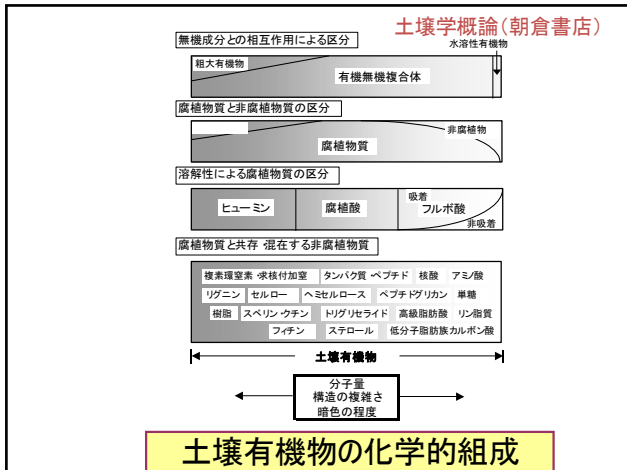 土壌学概論(朝倉書店)
無機成分との相互作用による区分
水溶性有機物
粗大有機物
有機無機複合体
腐植物質と非腐植物質の区分
非腐植物
腐植物質
溶解性による腐植物質の区分
ヒューミン 腐植酸 吸着 フルボ酸 非吸着
腐植物質と共存・混在する非腐植物質
複素環窒素・求核付加窒 タンパク質・ペプチド 核酸 アミノ酸
リグニン セルロー ヘミセルロース ペプチドグリカン 単糖
樹脂 スベリン・クチン トリグリセライド 高級脂肪酸 リン脂質
フィチン ステロール 低分子脂肪族カルボン酸
土壌有機物
分子量
構造の複雑さ
暗色の程度
土壌有機物の化学的組成